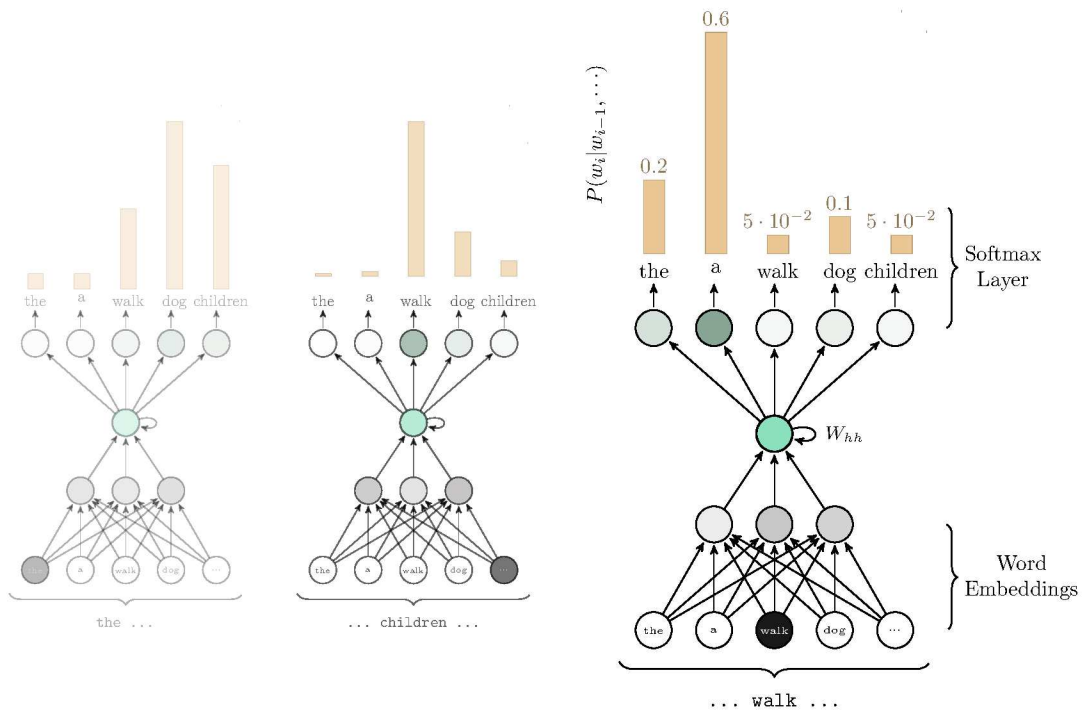 the a walk dog children
the a walk dog ...
the ...
the a walk dog children
the a walk dog ...
... children ...
P(w_i|w_{i−1}, ⋯)
0.2 0.6 5 · 10^{−2} 0.1 5 · 10^{−2}
the a walk dog children
Softmax
Layer
W_{hh}
Word
Embeddings
the a walk dog ...
... walk ...